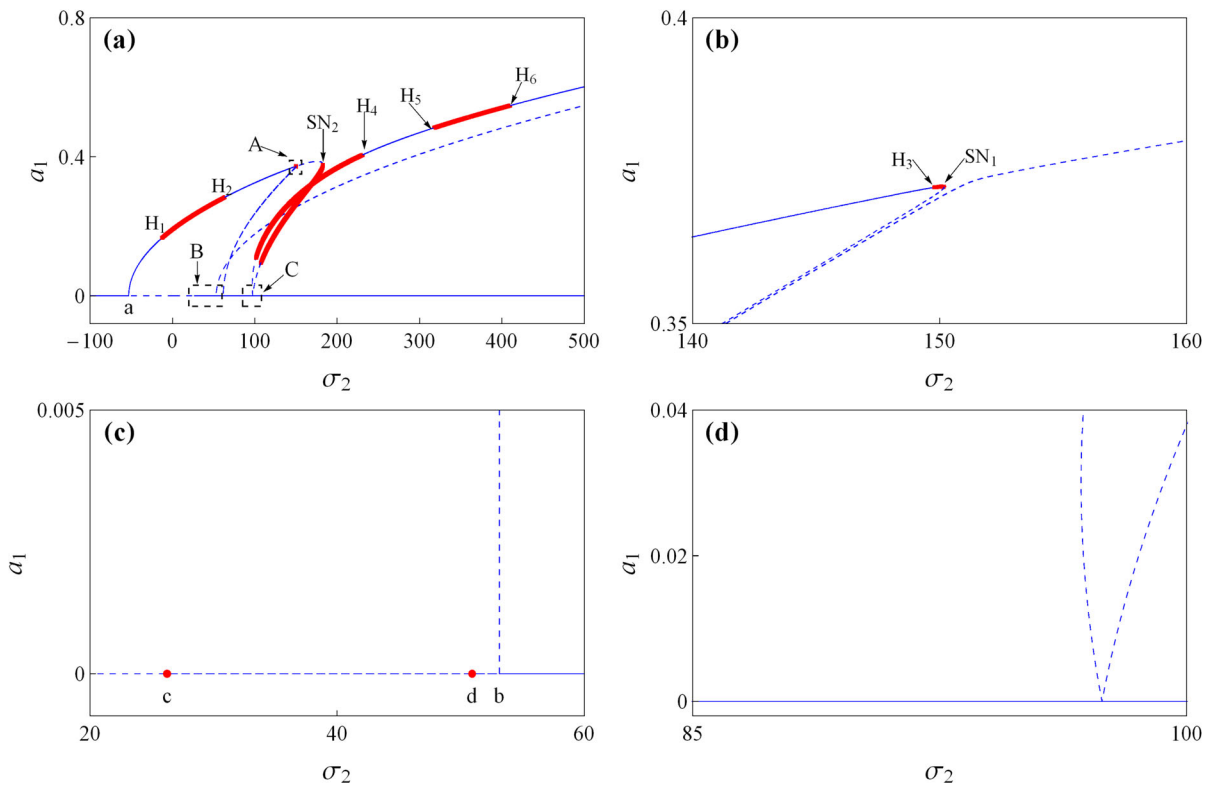 (a)
0.8
0.4
0
a₁
H₁
H₂
A
SN₂
H₄
H₅
H₆
B
C
a
−100 0 100 200 300 400 500
σ₂
(b)
0.4
0.35
a₁
H₃
SN₁
140 150 160
σ₂
(c)
0.005
0
a₁
c d b
20 40 60
σ₂
(d)
0.04
0.02
0
a₁
85 100
σ₂